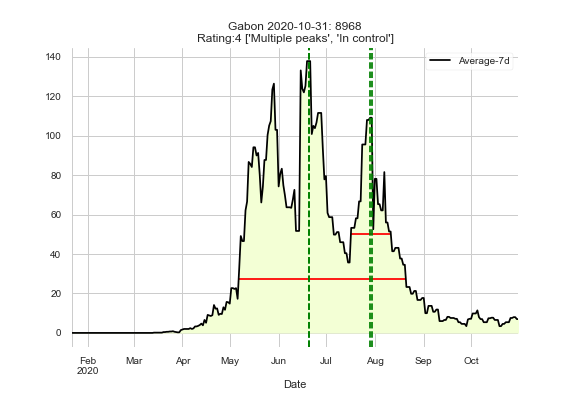 Gabon 2020-10-31: 8968
Rating:4 ['Multiple peaks', 'In control']
Average-7d
140
120
100
80
60
40
20
0
Feb Mar Apr May Jun Jul Aug Sep Oct
2020
Date